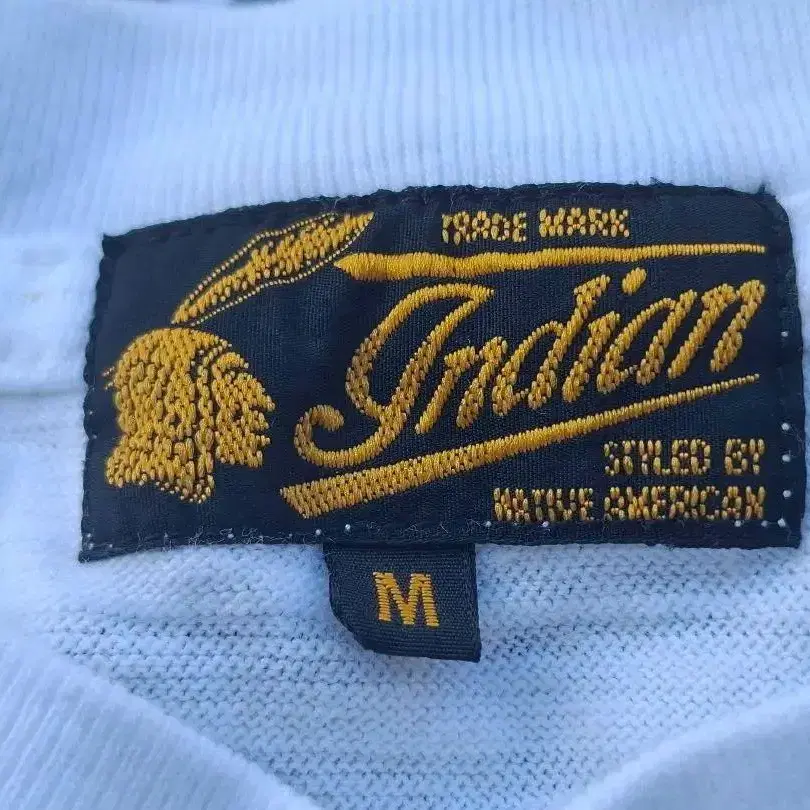 TRADE MARK
Indian
STYLED BY
NATIVE AMERICAN
M